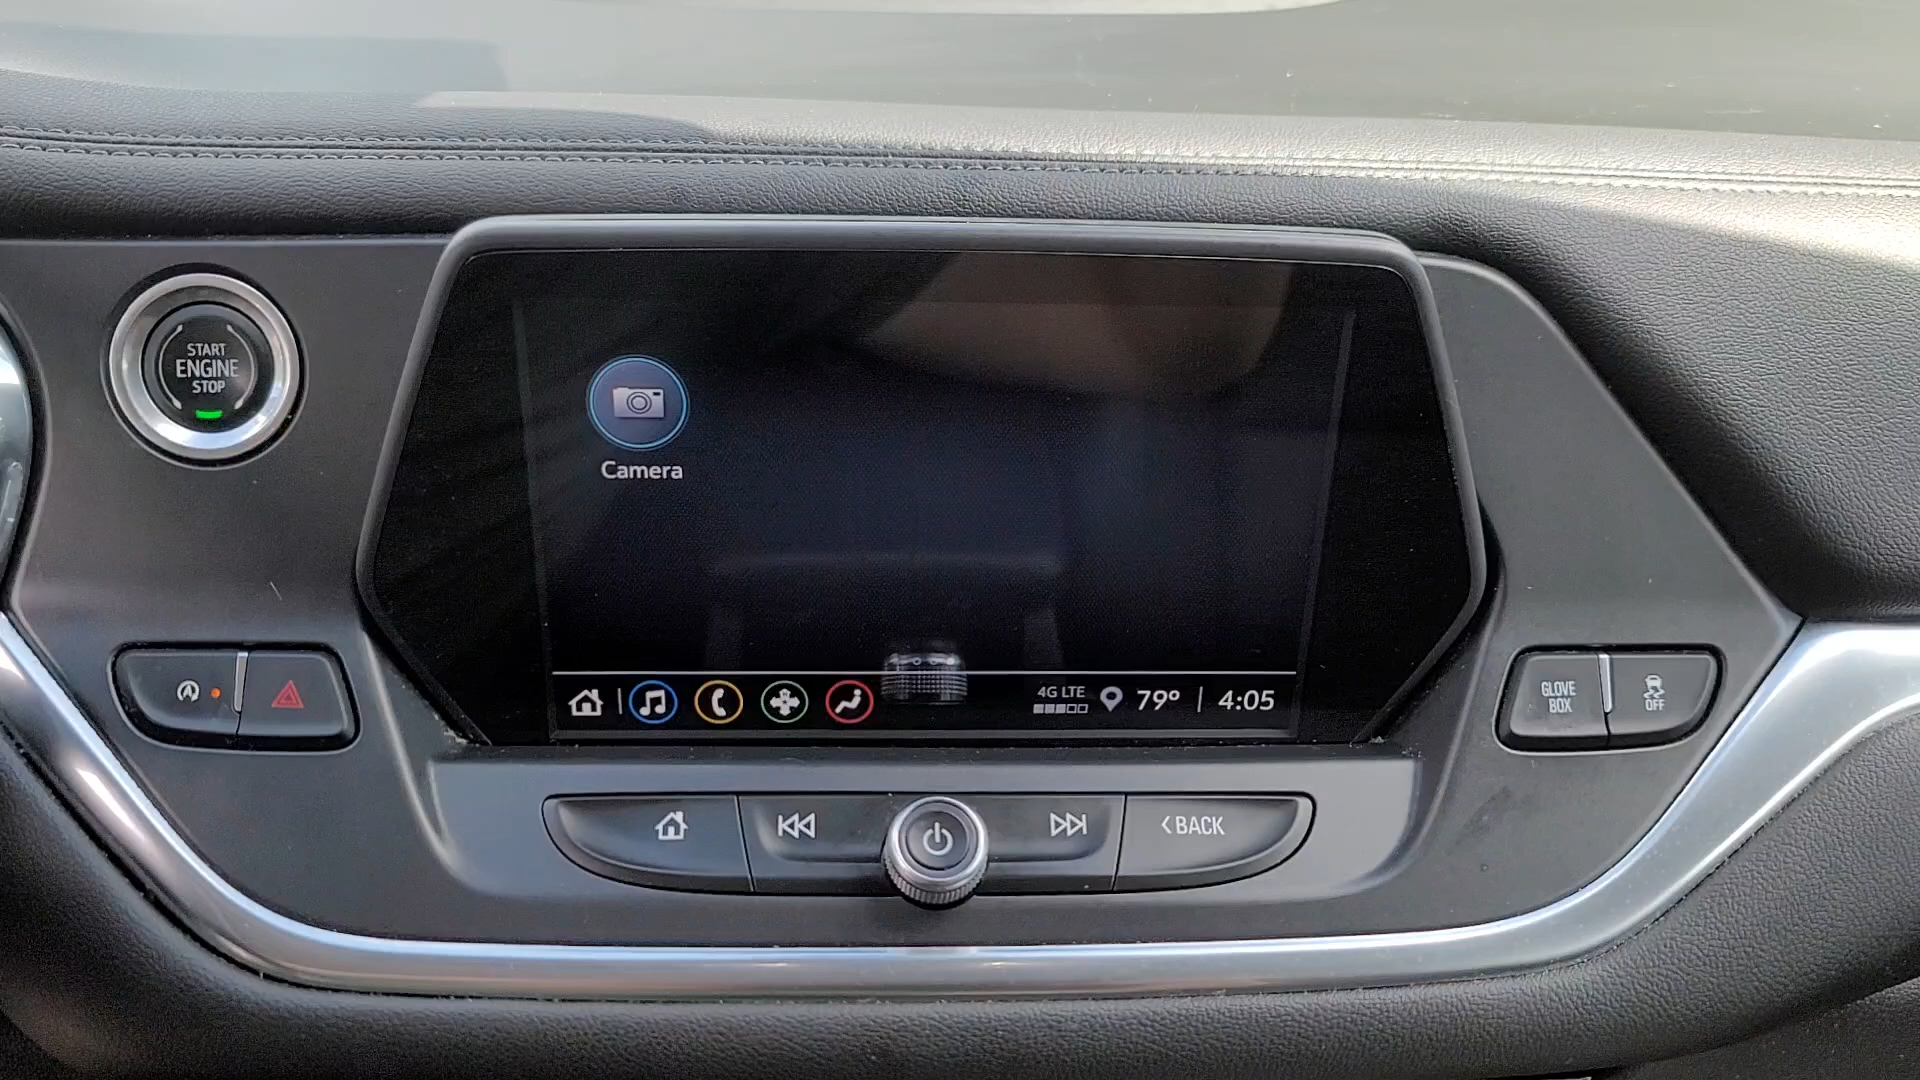 START
ENGINE
STOP
Camera
4G LTE
79°
4:05
GLOVE
BOX
OFF
<BACK